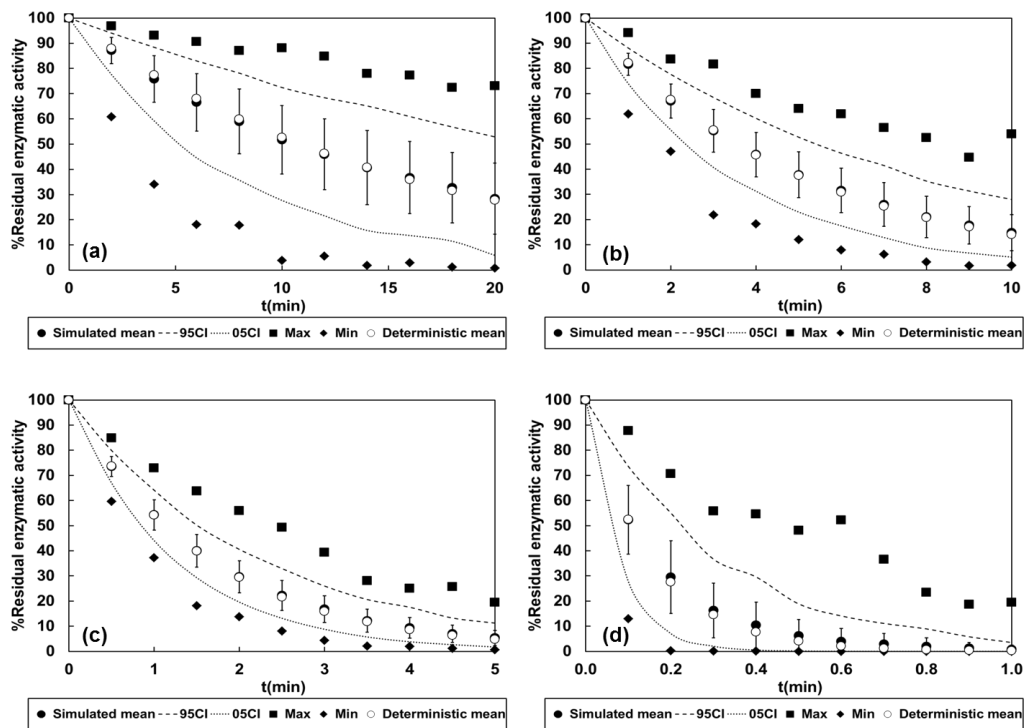 100
90
80
70
60
50
40
30
20
10
0
%Residual enzymatic activity
(a)
0 5 10 15 20
t(min)
Simulated mean 95CI 05CI Max Min Deterministic mean
100
90
80
70
60
50
40
30
20
10
0
%Residual enzymatic activity
(b)
0 2 4 6 8 10
t(min)
Simulated mean 95CI 05CI Max Min Deterministic mean
100
90
80
70
60
50
40
30
20
10
0
%Residual enzymatic activity
(c)
0 1 2 3 4 5
t(min)
Simulated mean 95CI 05CI Max Min Deterministic mean
100
90
80
70
60
50
40
30
20
10
0
%Residual enzymatic activity
(d)
0.0 0.2 0.4 0.6 0.8 1.0
t(min)
Simulated mean 95CI 05CI Max Min Deterministic mean